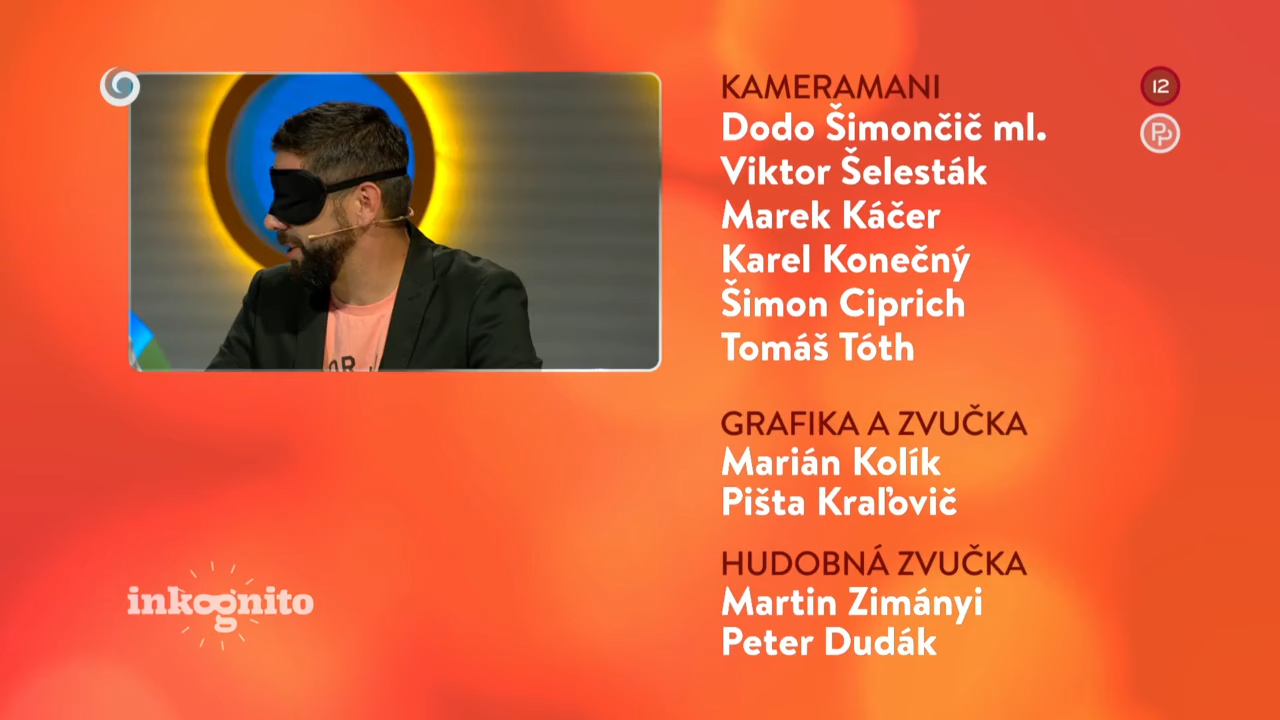 KAMERAMANI
Dodo Šimončič ml.
Viktor Šelesták
Marek Káčer
Karel Konečný
Šimon Ciprich
Tomáš Tóth
GRAFIKA A ZVUČKA
Marián Kolík
Pišta Kraľovič
HUDOBNÁ ZVUČKA
Martin Zimányi
Peter Dudák
inkognito
12
PP